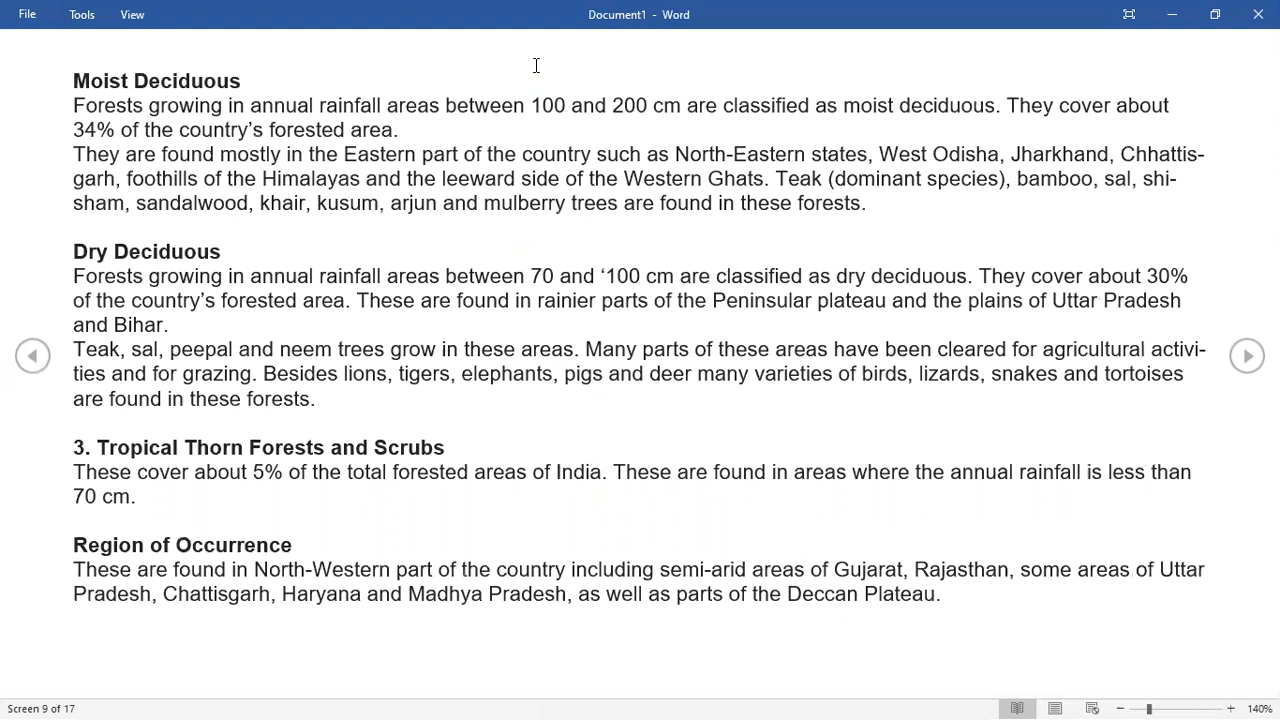 File Tools View Document1 - Word
Moist Deciduous
Forests growing in annual rainfall areas between 100 and 200 cm are classified as moist deciduous. They cover about
34% of the country’s forested area.
They are found mostly in the Eastern part of the country such as North-Eastern states, West Odisha, Jharkhand, Chhattis-
garh, foothills of the Himalayas and the leeward side of the Western Ghats. Teak (dominant species), bamboo, sal, shi-
sham, sandalwood, khair, kusum, arjun and mulberry trees are found in these forests.
Dry Deciduous
Forests growing in annual rainfall areas between 70 and ‘100 cm are classified as dry deciduous. They cover about 30%
of the country’s forested area. These are found in rainier parts of the Peninsular plateau and the plains of Uttar Pradesh
and Bihar.
Teak, sal, peepal and neem trees grow in these areas. Many parts of these areas have been cleared for agricultural activi-
ties and for grazing. Besides lions, tigers, elephants, pigs and deer many varieties of birds, lizards, snakes and tortoises
are found in these forests.
3. Tropical Thorn Forests and Scrubs
These cover about 5% of the total forested areas of India. These are found in areas where the annual rainfall is less than
70 cm.
Region of Occurrence
These are found in North-Western part of the country including semi-arid areas of Gujarat, Rajasthan, some areas of Uttar
Pradesh, Chattisgarh, Haryana and Madhya Pradesh, as well as parts of the Deccan Plateau.
Screen 9 of 17 140%